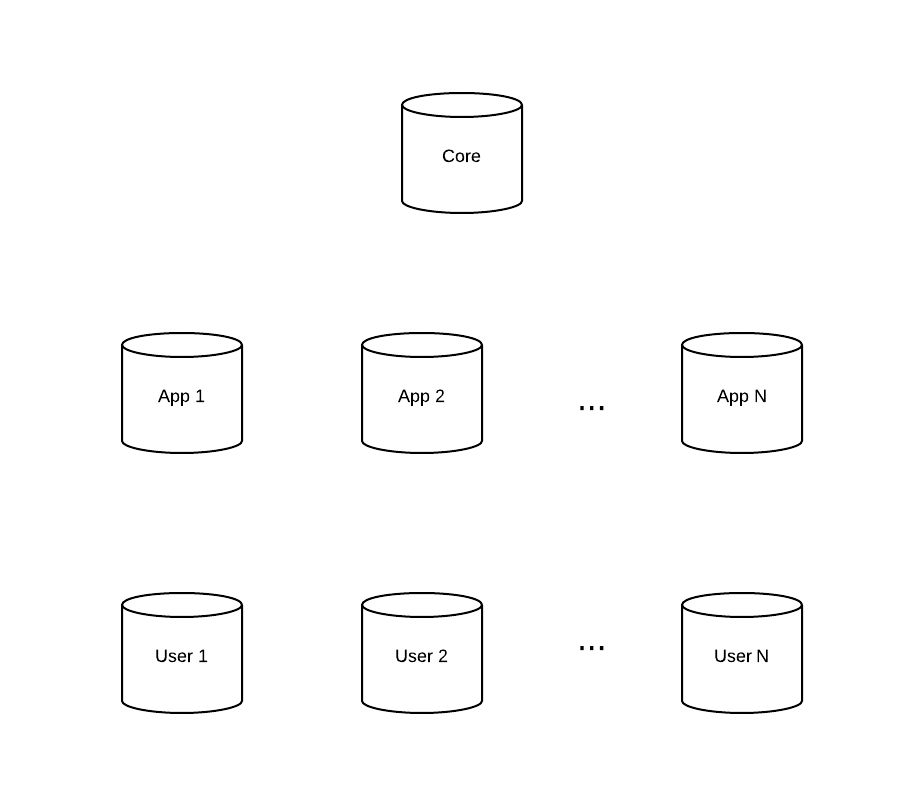 Core
App 1
App 2
...
App N
User 1
User 2
...
User N